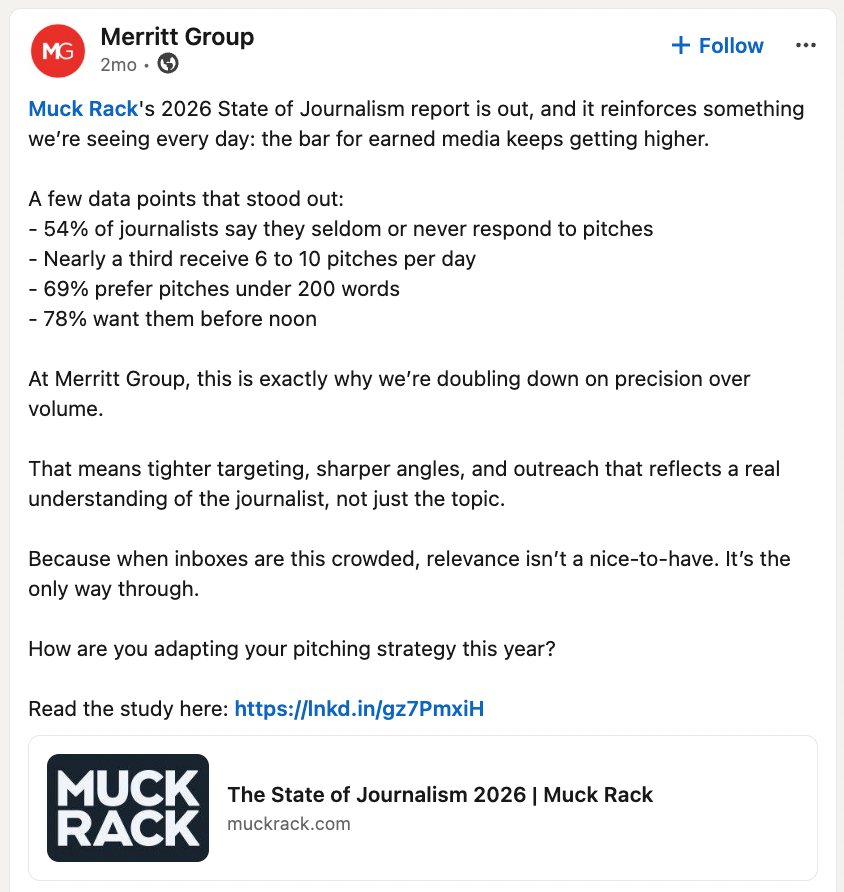 MG
Merritt Group
+ Follow
2mo •
Muck Rack's 2026 State of Journalism report is out, and it reinforces something
we’re seeing every day: the bar for earned media keeps getting higher.
A few data points that stood out:
- 54% of journalists say they seldom or never respond to pitches
- Nearly a third receive 6 to 10 pitches per day
- 69% prefer pitches under 200 words
- 78% want them before noon
At Merritt Group, this is exactly why we’re doubling down on precision over
volume.
That means tighter targeting, sharper angles, and outreach that reflects a real
understanding of the journalist, not just the topic.
Because when inboxes are this crowded, relevance isn’t a nice-to-have. It’s the
only way through.
How are you adapting your pitching strategy this year?
Read the study here: https://lnkd.in/gz7PmxiH
MUCK
RACK
The State of Journalism 2026 | Muck Rack
muckrack.com